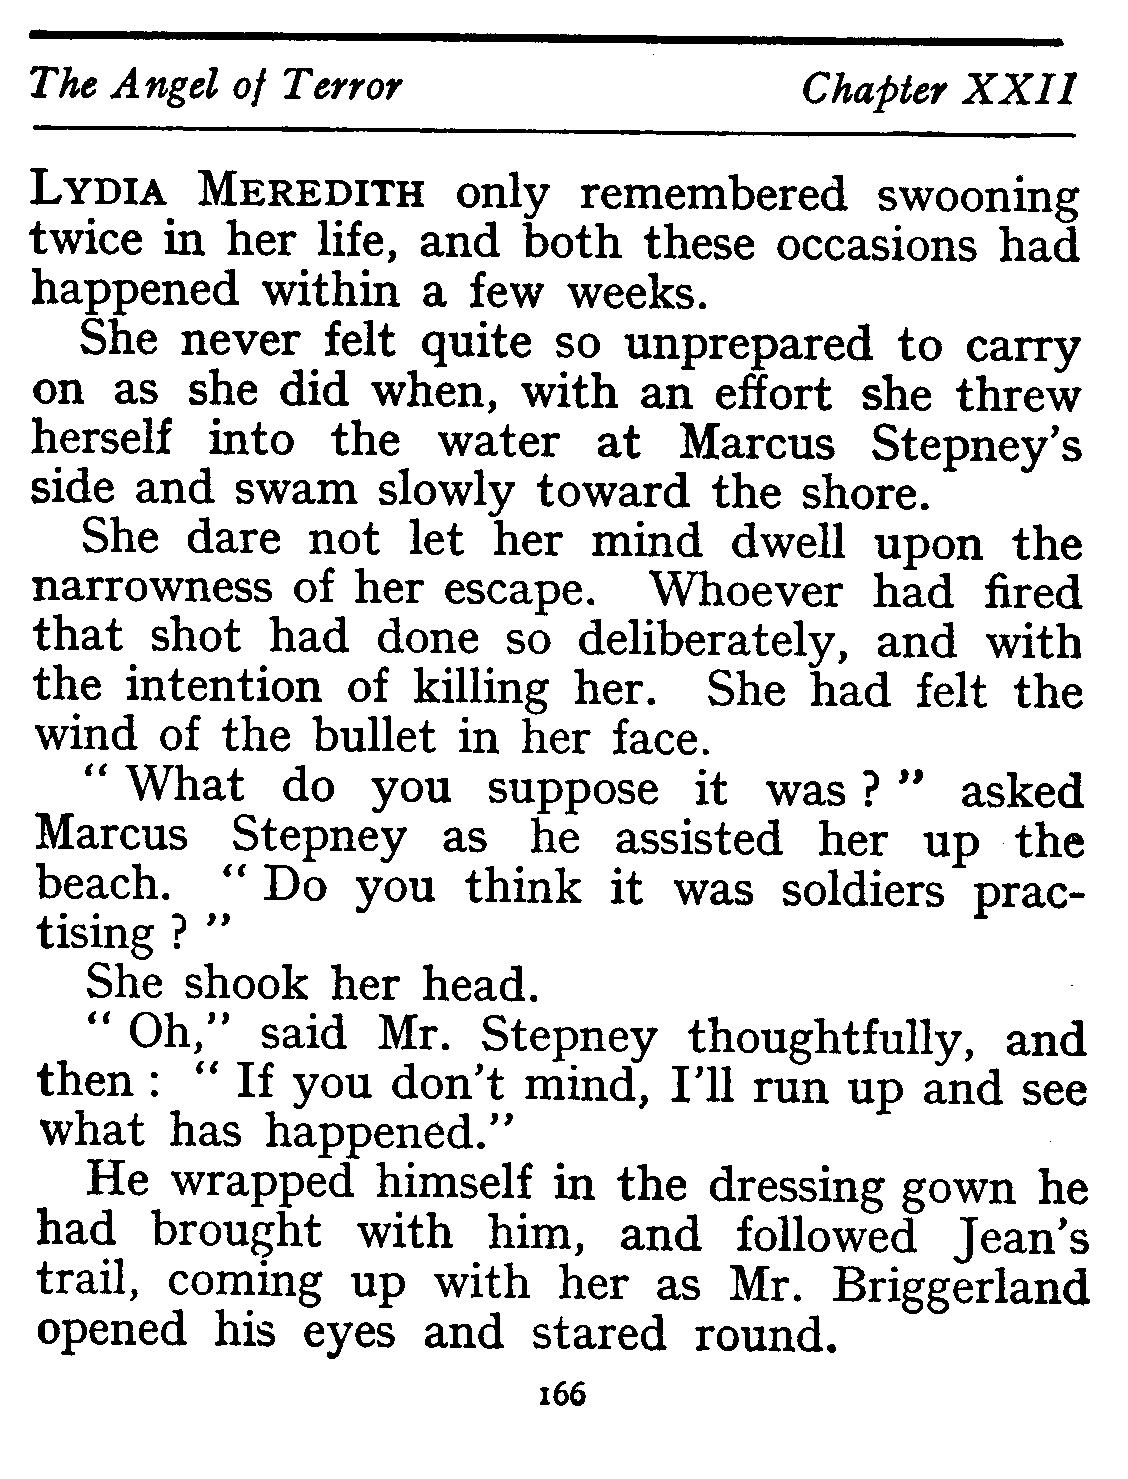 The Angel of Terror Chapter XXII
LYDIA MEREDITH only remembered swooning
twice in her life, and both these occasions had
happened within a few weeks.
She never felt quite so unprepared to carry
on as she did when, with an effort she threw
herself into the water at Marcus Stepney's
side and swam slowly toward the shore.
She dare not let her mind dwell upon the
narrowness of her escape. Whoever had fired
that shot had done so deliberately, and with
the intention of killing her. She had felt the
wind of the bullet in her face.
" What do you suppose it was ? " asked
Marcus Stepney as he assisted her up the
beach. " Do you think it was soldiers prac-
tising ? "
She shook her head.
" Oh," said Mr. Stepney thoughtfully, and
then : " If you don't mind, I'll run up and see
what has happened."
He wrapped himself in the dressing gown he
had brought with him, and followed Jean's
trail, coming up with her as Mr. Briggerland
opened his eyes and stared round.
166